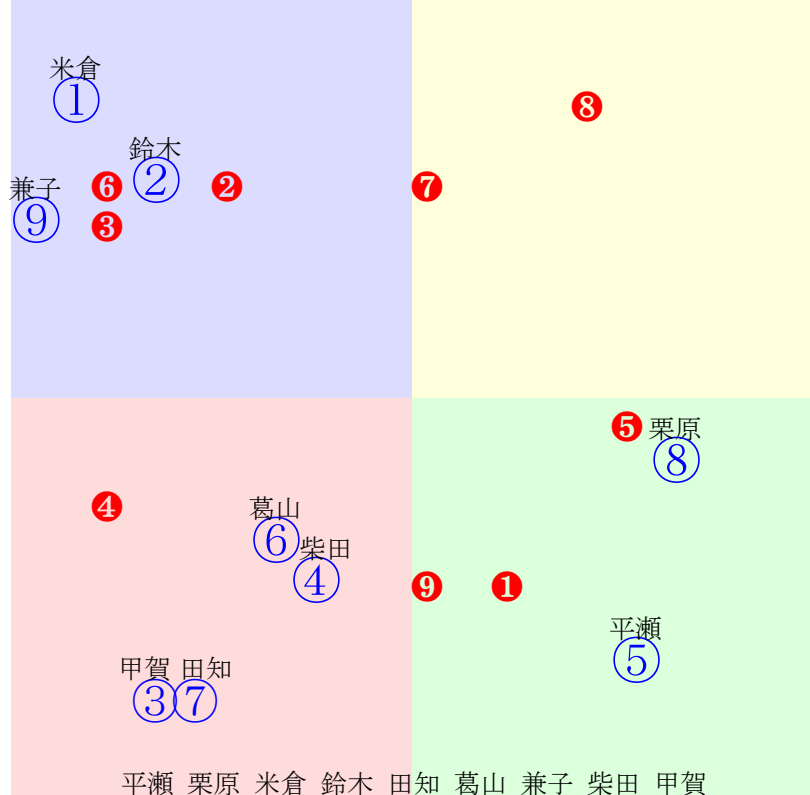 米倉
①
❽
鈴木
②
兼子
⑨
❻
❷
❼
❸
❺
栗原
⑧
❹
葛山
⑥
柴田
④
❾
❶
平瀬
⑤
甲賀 田知
③⑦
平瀬 栗原 米倉 鈴木 田知 葛山 兼子 柴田 甲賀